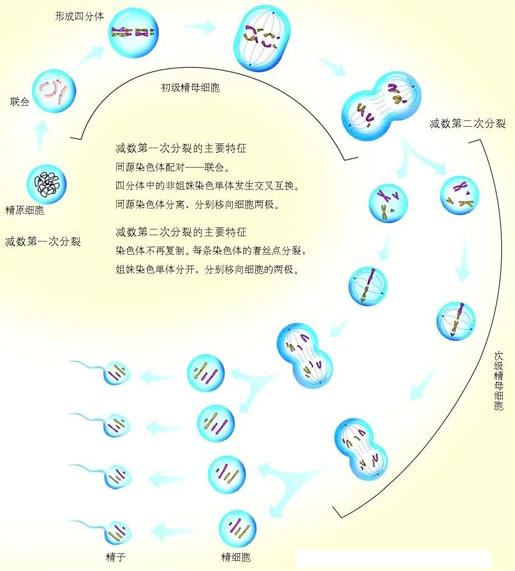 形成四分体
联会
初级精母细胞
减数第二次分裂
减数第一次分裂的主要特征
同源染色体配对——联会。
四分体中的非姐妹染色单体发生交叉互换。
同源染色体分离，分别移向细胞两极。
精原细胞
减数第一次分裂
减数第二次分裂的主要特征
染色体不再复制。每条染色体的着丝点分裂，
姐妹染色单体分开，分别移向细胞的两极。
次级精母细胞
精子
精细胞